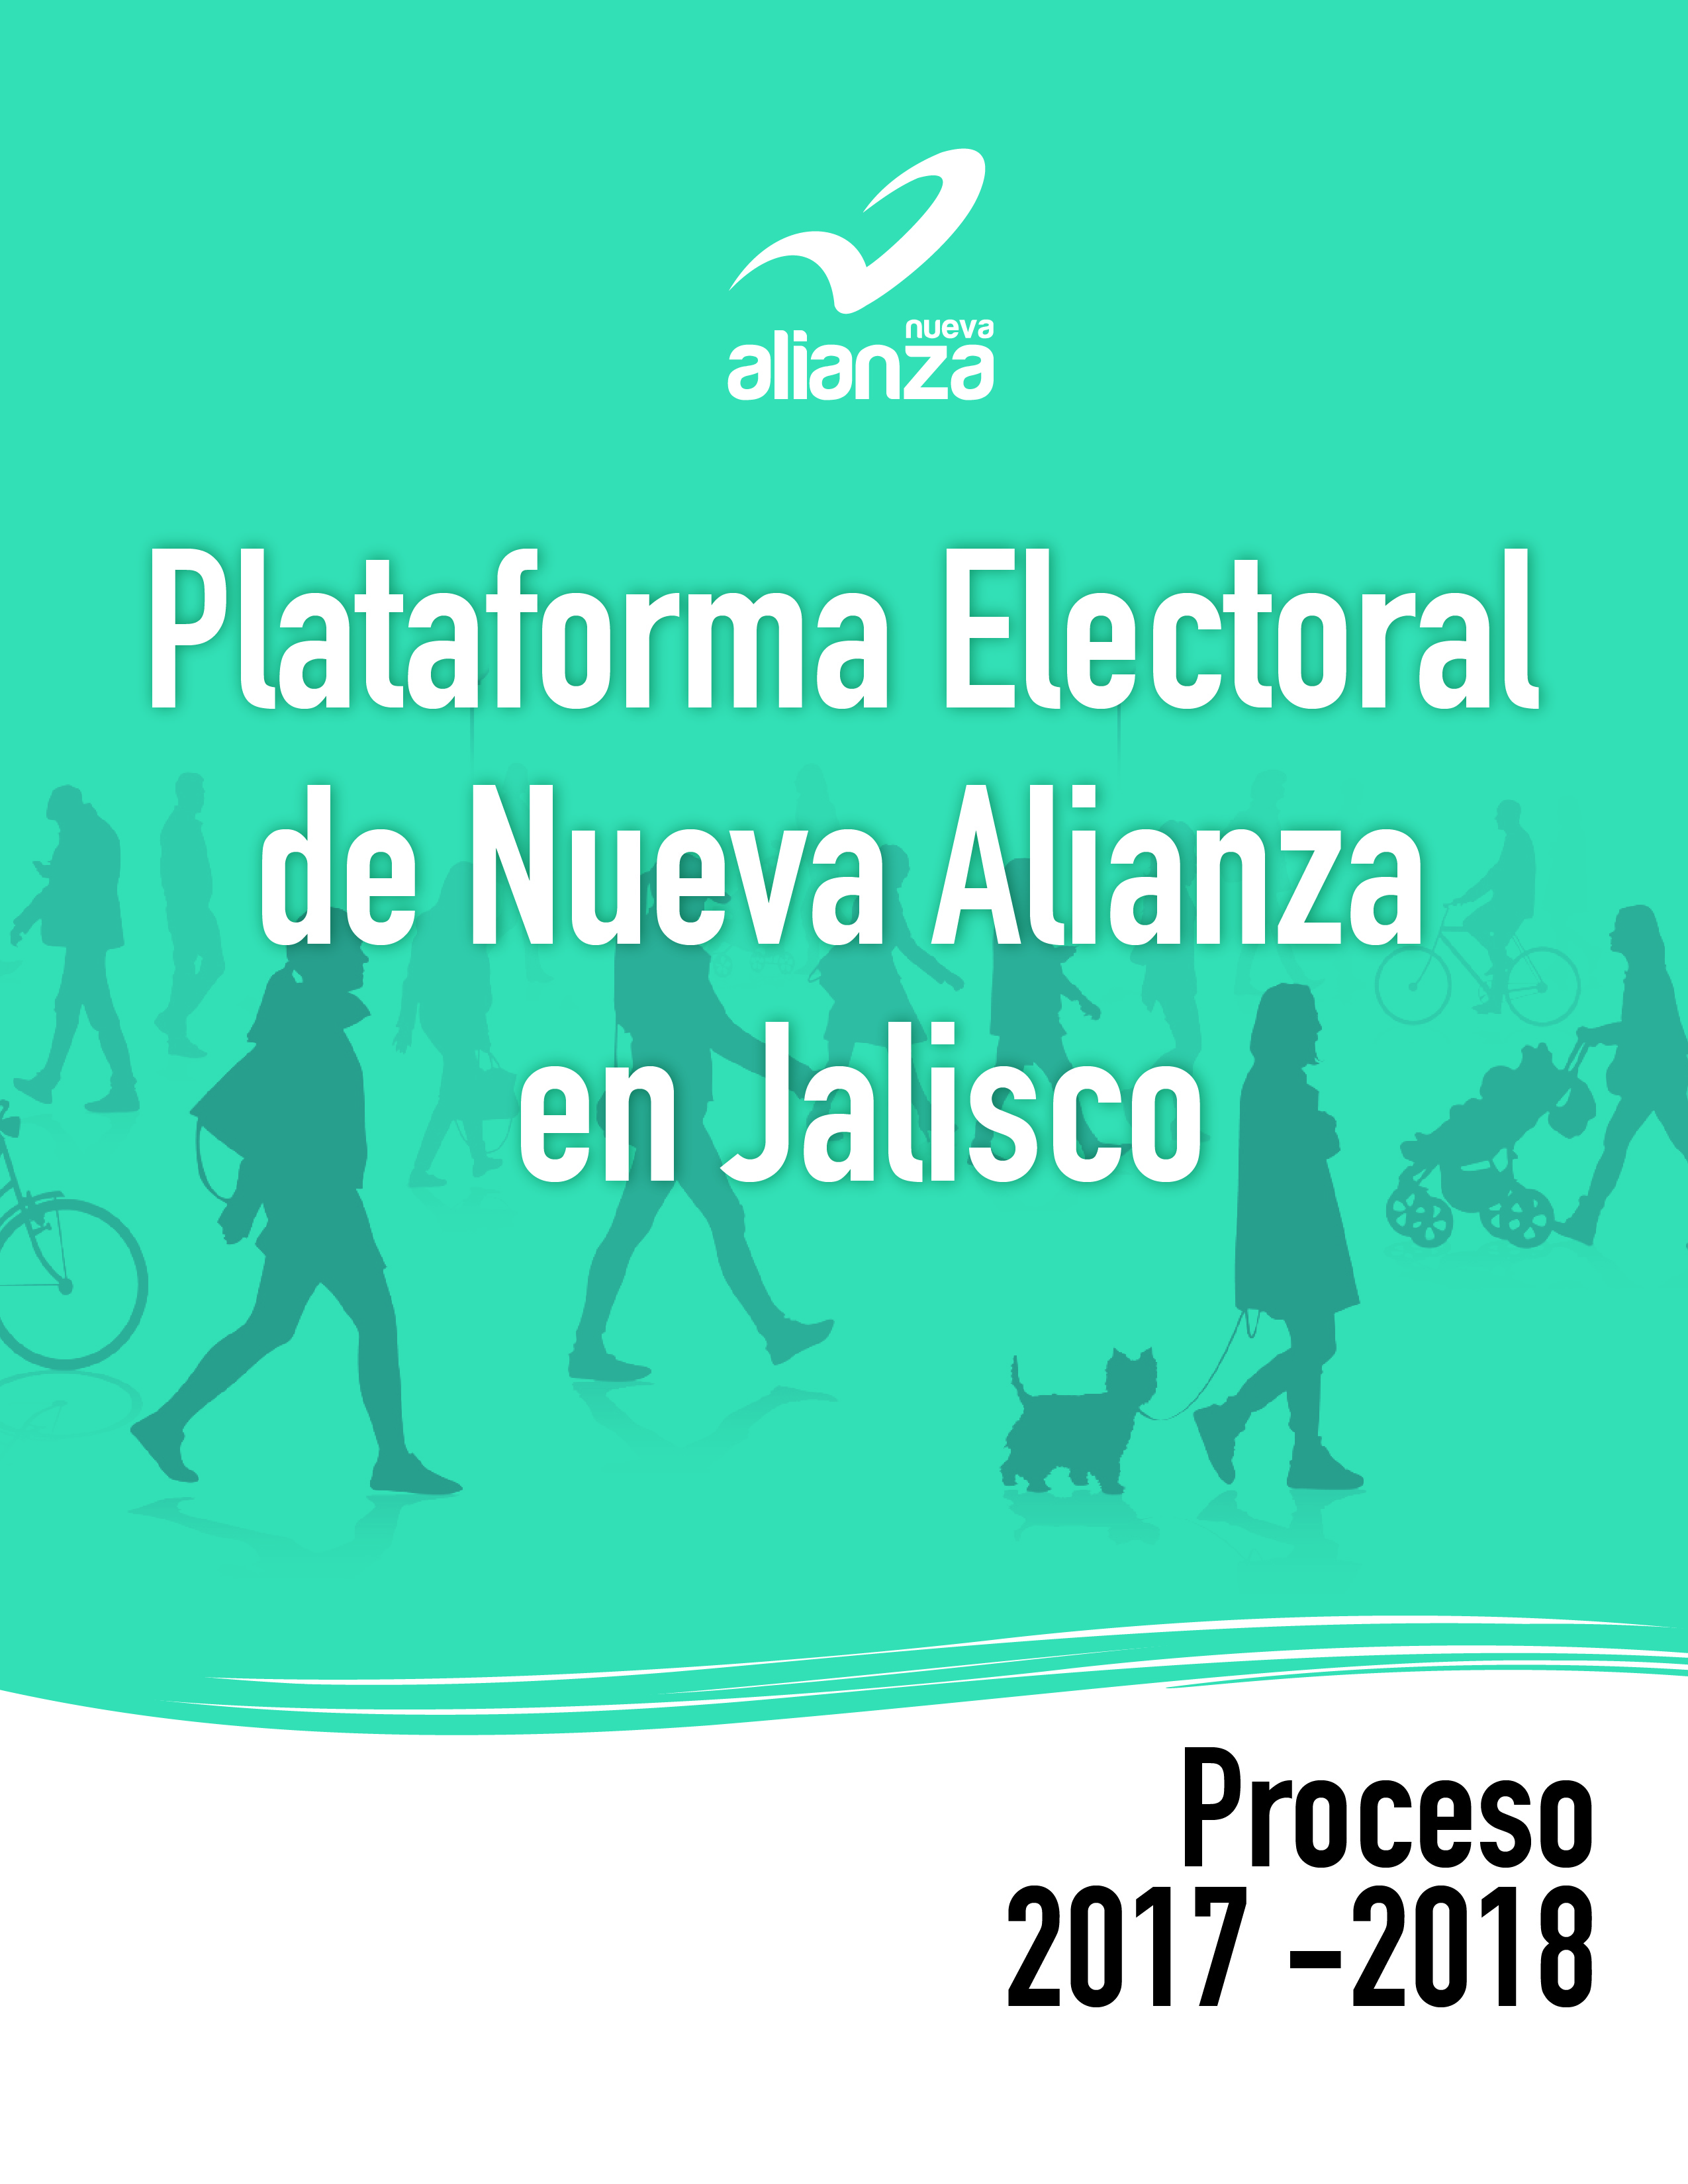 nueva
alianza
Plataforma Electoral
de Nueva Alianza
en Jalisco
Proceso
2017 -2018